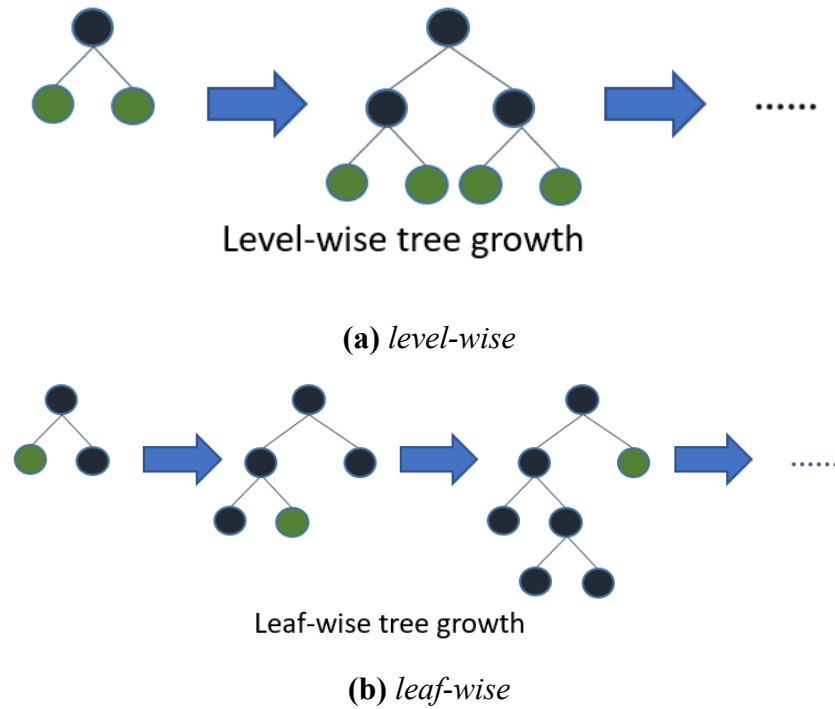 ......
Level-wise tree growth
(a) level-wise
......
Leaf-wise tree growth
(b) leaf-wise